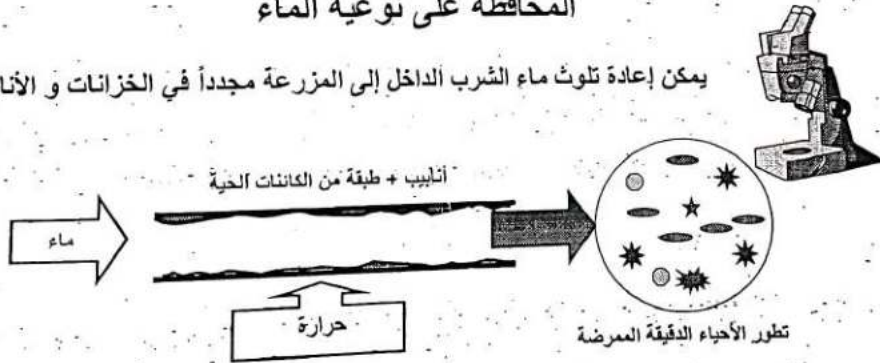 المحافظة على نوعية الماء
يمكن إعادة تلوث ماء الشرب الداخل إلى المزرعة مجدداً في الخزانات و الأنا
أنابيب + طبقة من الكائنات الحية
ماء
حرارة
تطور الأحياء الدقيقة الممرضة